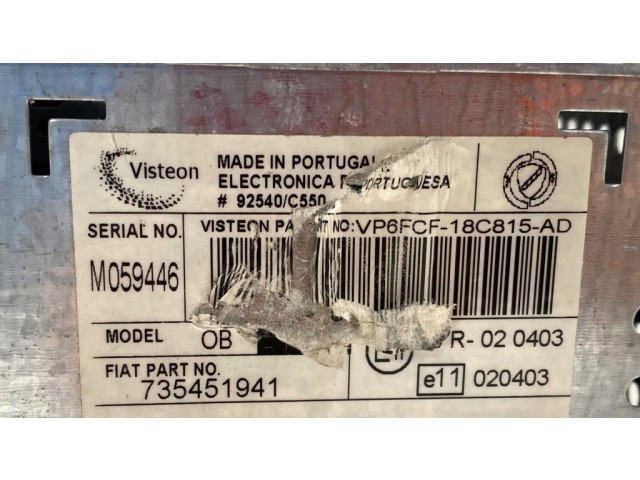 Visteon
MADE IN PORTUGAL
ELECTRONICA PORTUGUESA
# 92540/C550
SERIAL NO. VISTEON PART NO: VP6FCF-18C815-AD
M059446
MODEL OB R- 02 0403
FIAT PART NO. e11 020403
735451941